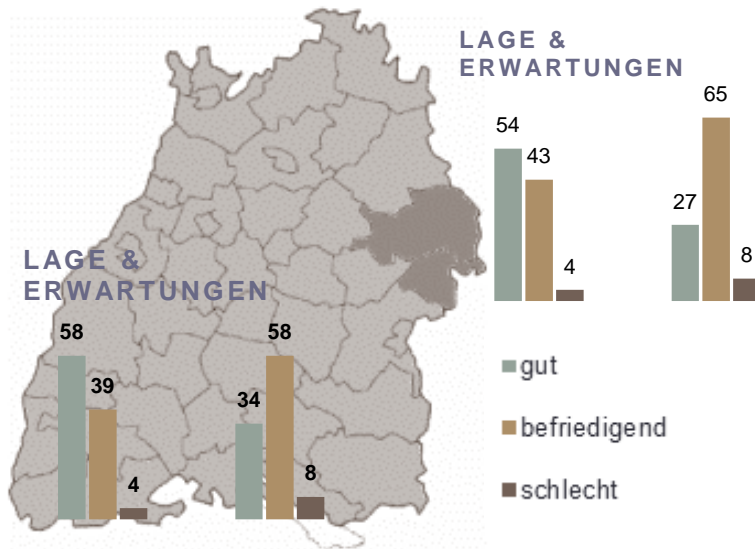 LAGE &
ERWARTUNGEN
54
43
4
27
65
8
LAGE &
ERWARTUNGEN
58
39
4
34
58
8
gut
befriedigend
schlecht